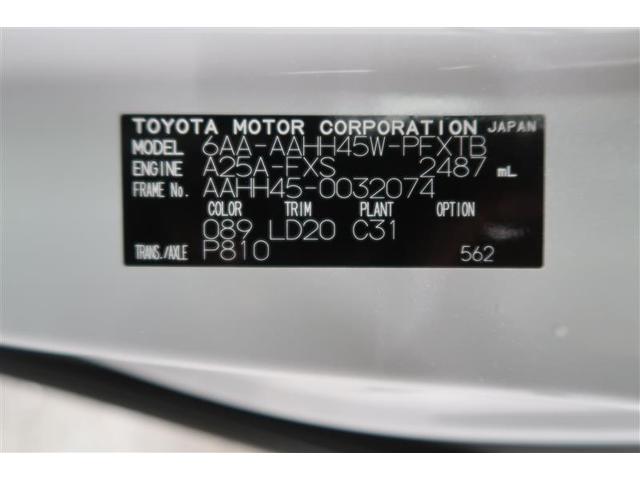 TOYOTA MOTOR CORPORATION JAPAN
MODEL 6AA-AAHH45W-PFXTB
ENGINE A25A-FXS 2487 mL
FRAME No. AAHH45-0032074
COLOR TRIM PLANT OPTION
089 LD20 C31
TRANS./AXLE P810 562